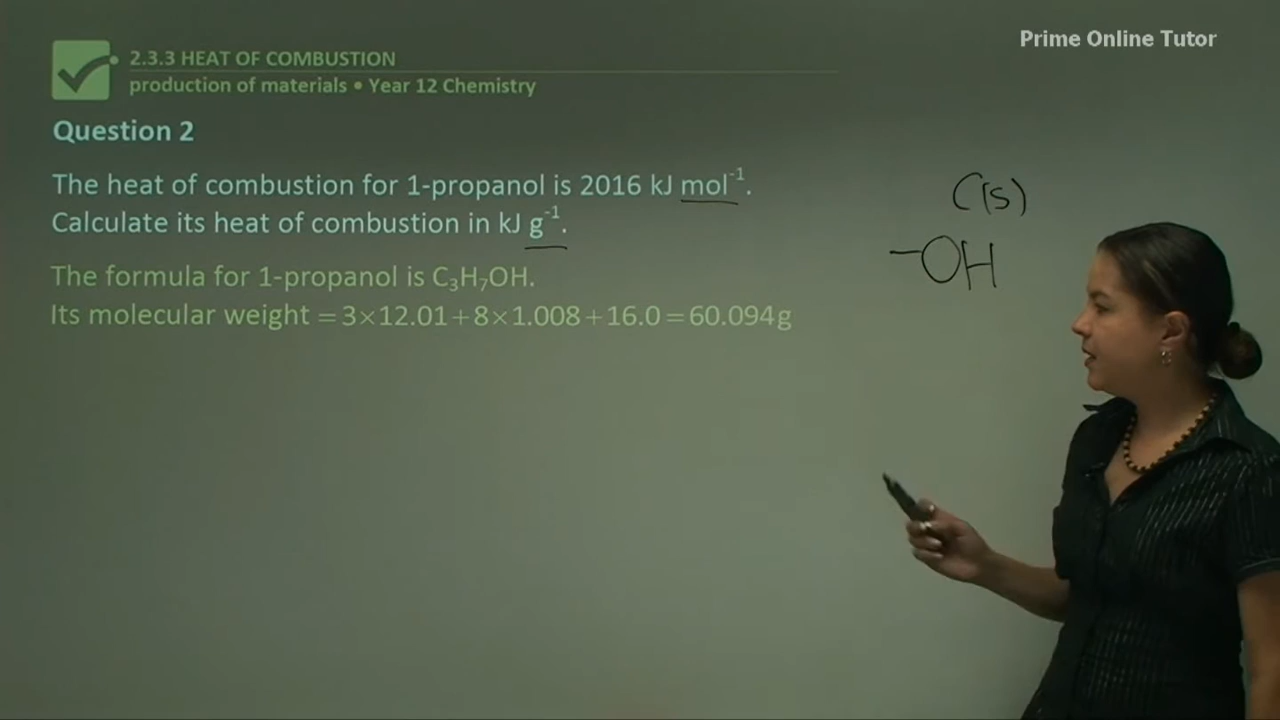 Prime Online Tutor
2.3.3 HEAT OF COMBUSTION
production of materials • Year 12 Chemistry
Question 2
The heat of combustion for 1-propanol is 2016 kJ mol⁻¹.
Calculate its heat of combustion in kJ g⁻¹.
The formula for 1-propanol is C₃H₇OH.
Its molecular weight = 3×12.01+8×1.008+16.0=60.094g
C(s)
–OH